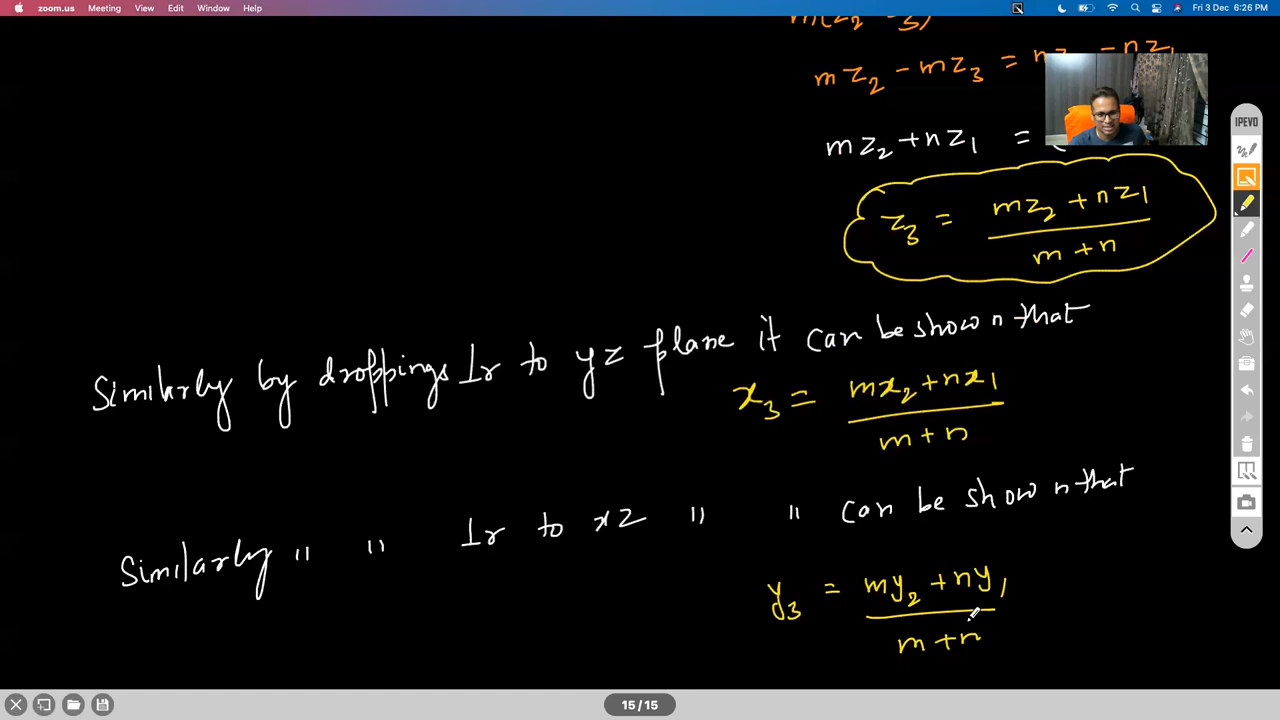 zoom.us Meeting View Edit Window Help Fri 3 Dec 6:26 PM
mz₂ - mz₃ = nz - nz₁
IPEVO
mz₂ + nz₁ = (
z₃ = mz₂ + nz₁
m + n
Similarly by droppings ⊥r to yz plane it can be shown that
x₃ = mx₂ + nx₁
m + n
Similarly " " ⊥r to xz " " can be shown that
y₃ = my₂ + ny₁
m + n
15 / 15